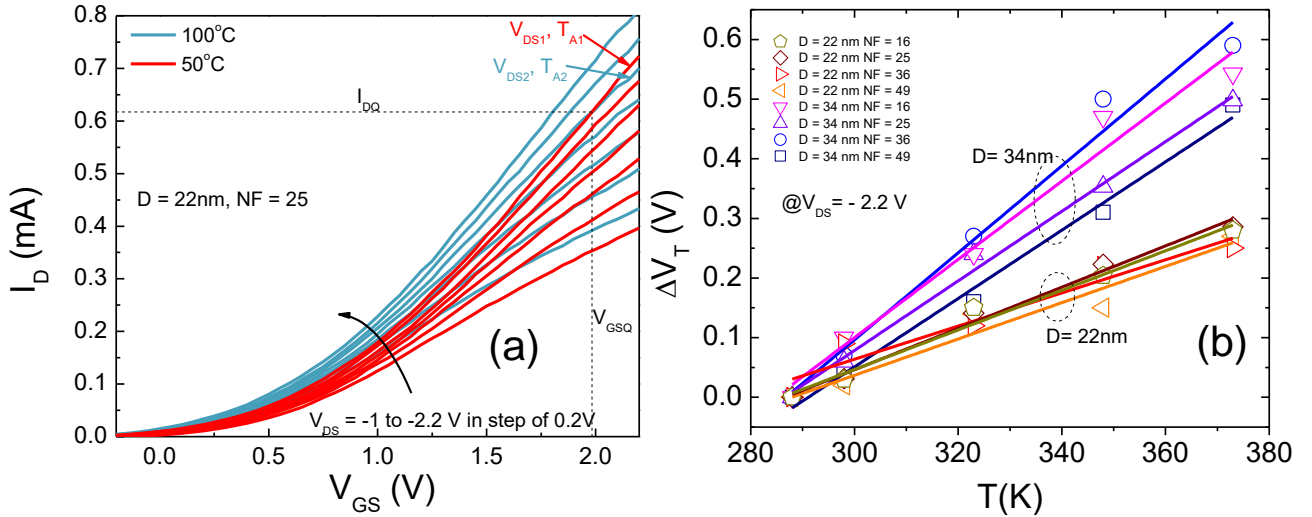 (a)
0.8
0.7
0.6
0.5
0.4
0.3
0.2
0.1
0.0
I_D (mA)
100°C
50°C
V_DS1, T_A1
V_DS2, T_A2
I_DQ
D = 22nm, NF = 25
V_GSQ
(a)
V_DS = -1 to -2.2 V in step of 0.2V
0.0
0.5
1.0
1.5
2.0
V_GS (V)
0.6
0.5
0.4
0.3
0.2
0.1
0.0
ΔV_T (V)
D = 22 nm NF = 16
D = 22 nm NF = 25
D = 22 nm NF = 36
D = 22 nm NF = 49
D = 34 nm NF = 16
D = 34 nm NF = 25
D = 34 nm NF = 36
D = 34 nm NF = 49
D= 34nm
@V_DS= - 2.2 V
D= 22nm
(b)
280
300
320
340
360
380
T(K)